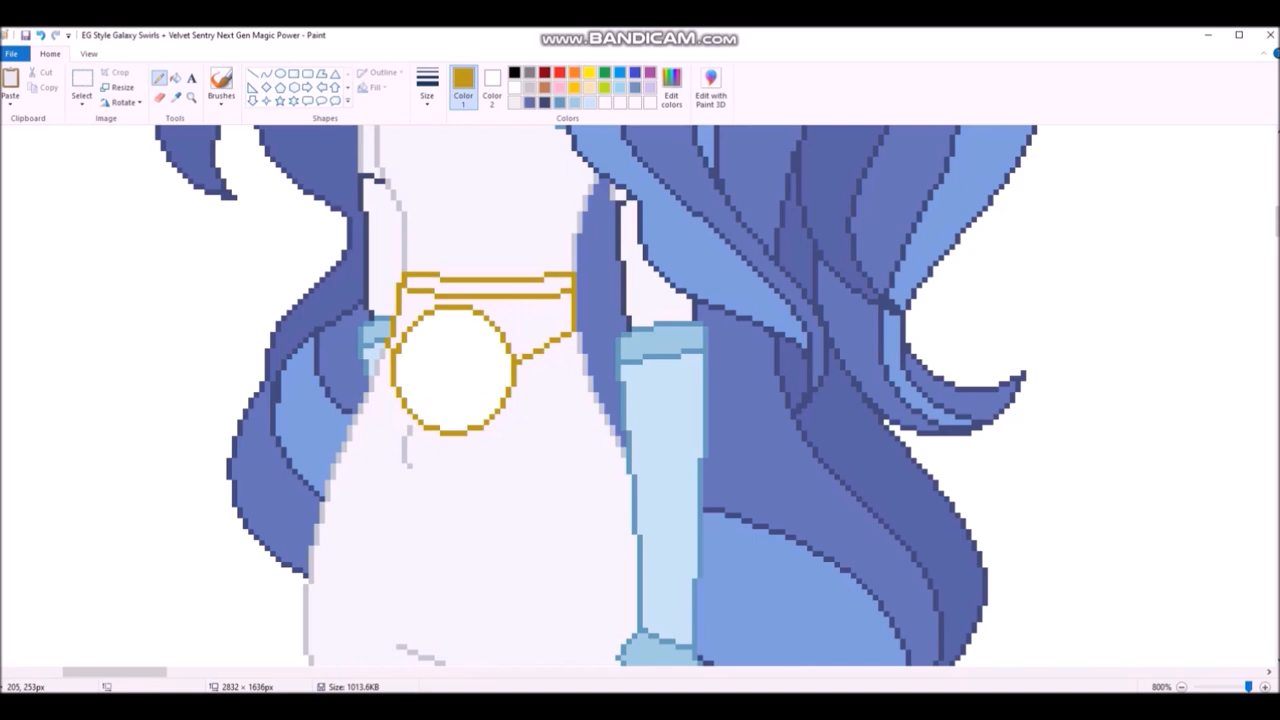 EG Style Galaxy Swirls + Velvet Sentry Next Gen Magic Power - Paint
www.BANDICAM.com
File
Home
View
Paste
Cut
Copy
Clipboard
Select
Crop
Resize
Rotate
Image
Tools
Brushes
Outline
Fill
Shapes
Size
Color 1
Color 2
Colors
Edit colors
Edit with Paint 3D
205, 253px
2832 × 1636px
Size: 1013.6KB
800%